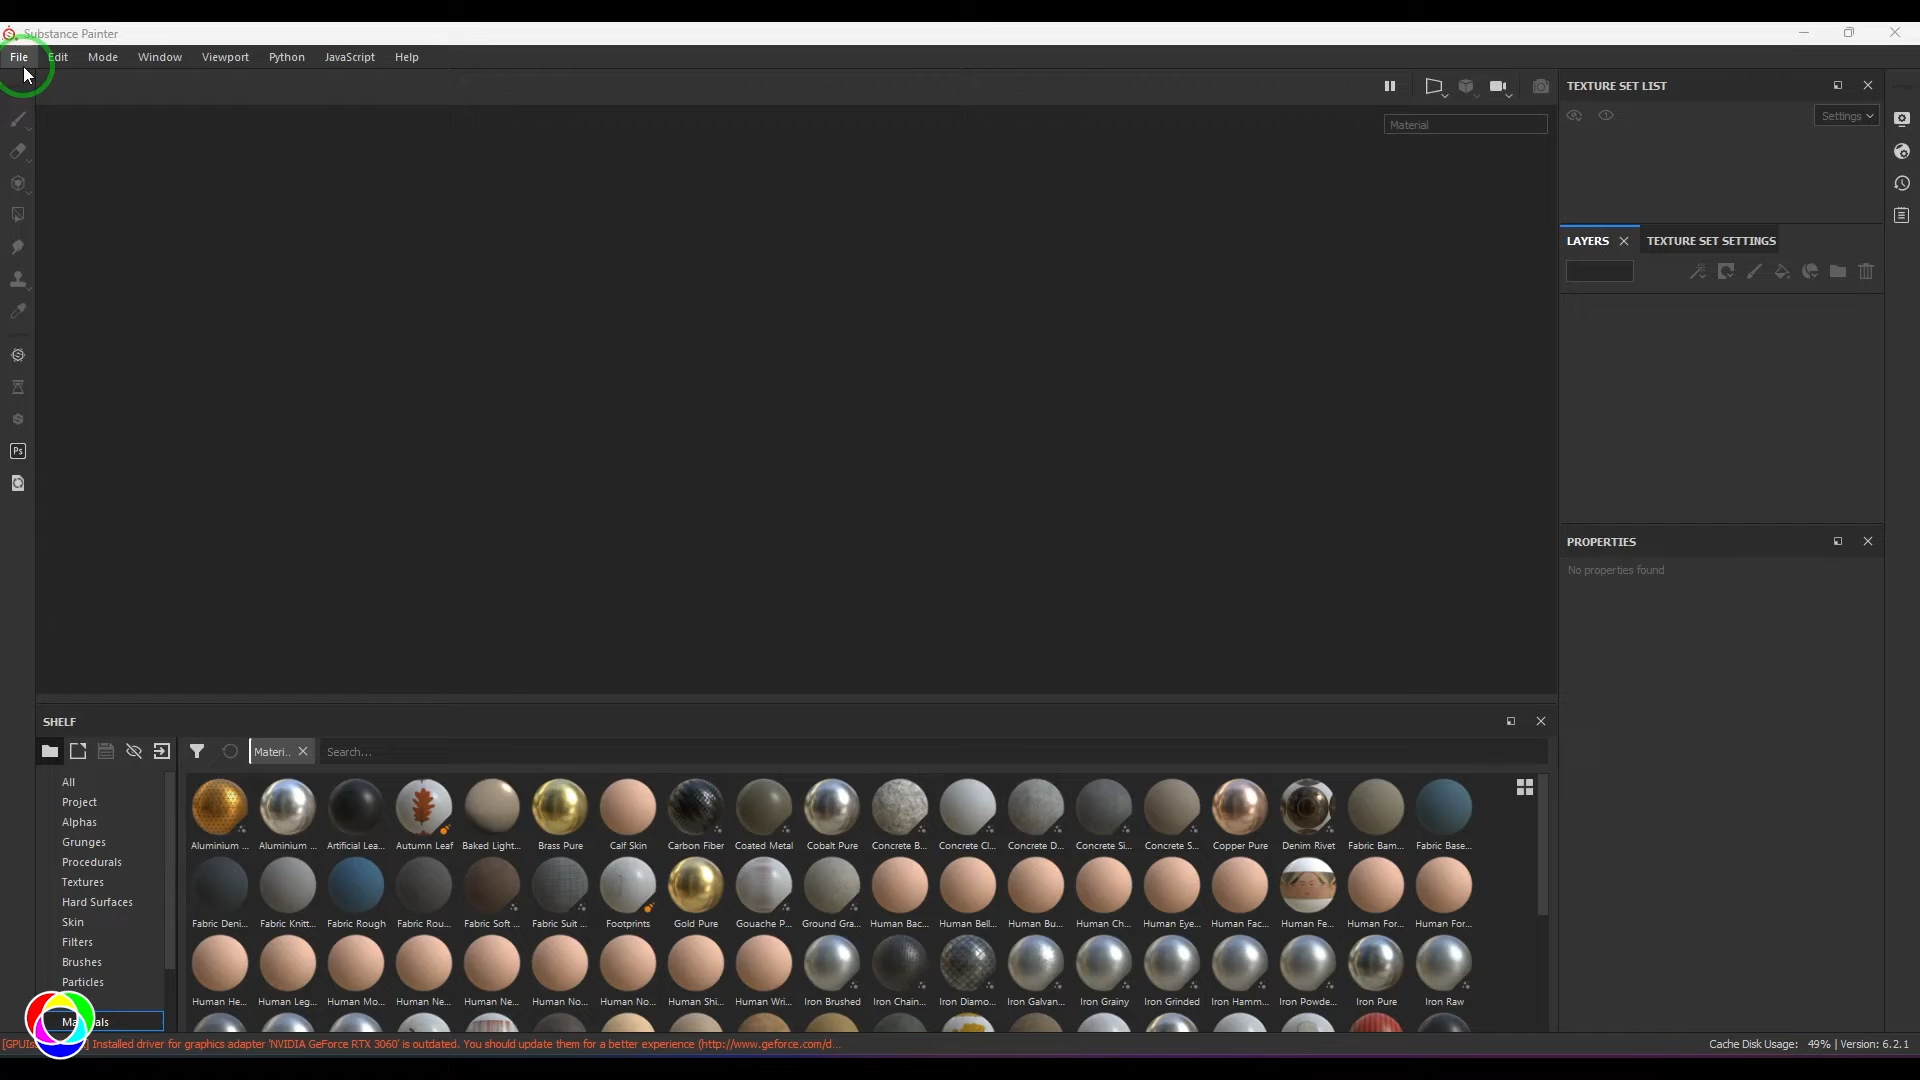 Substance Painter
File Edit Mode Window Viewport Python JavaScript Help
TEXTURE SET LIST
Material
Settings
LAYERS TEXTURE SET SETTINGS
PROPERTIES
No properties found
SHELF
Materi.. Search...
All
Project
Alphas
Grunges
Procedurals
Textures
Hard Surfaces
Skin
Filters
Brushes
Particles
Aluminium ... Aluminium ... Artificial Lea... Autumn Leaf Baked Light... Brass Pure Calf Skin Carbon Fiber Coated Metal Cobalt Pure Concrete B... Concrete Cl... Concrete D... Concrete Si... Concrete S... Copper Pure Denim Rivet Fabric Bam... Fabric Base...
Fabric Deni... Fabric Knitt... Fabric Rough Fabric Rou... Fabric Soft ... Fabric Suit ... Footprints Gold Pure Gouache P... Ground Gra... Human Bac... Human Bell... Human Bu... Human Ch... Human Eye... Human Fac... Human Fe... Human For... Human For...
Human He... Human Leg... Human Mo... Human Ne... Human Ne... Human No... Human No... Human Shi... Human Wri... Iron Brushed Iron Chain... Iron Diamo... Iron Galvan... Iron Grainy Iron Grinded Iron Hamm... Iron Powde... Iron Pure Iron Raw
Installed driver for graphics adapter 'NVIDIA GeForce RTX 3060' is outdated. You should update them for a better experience (http://www.geforce.com/d...
Cache Disk Usage: 49% | Version: 6.2.1
Ps